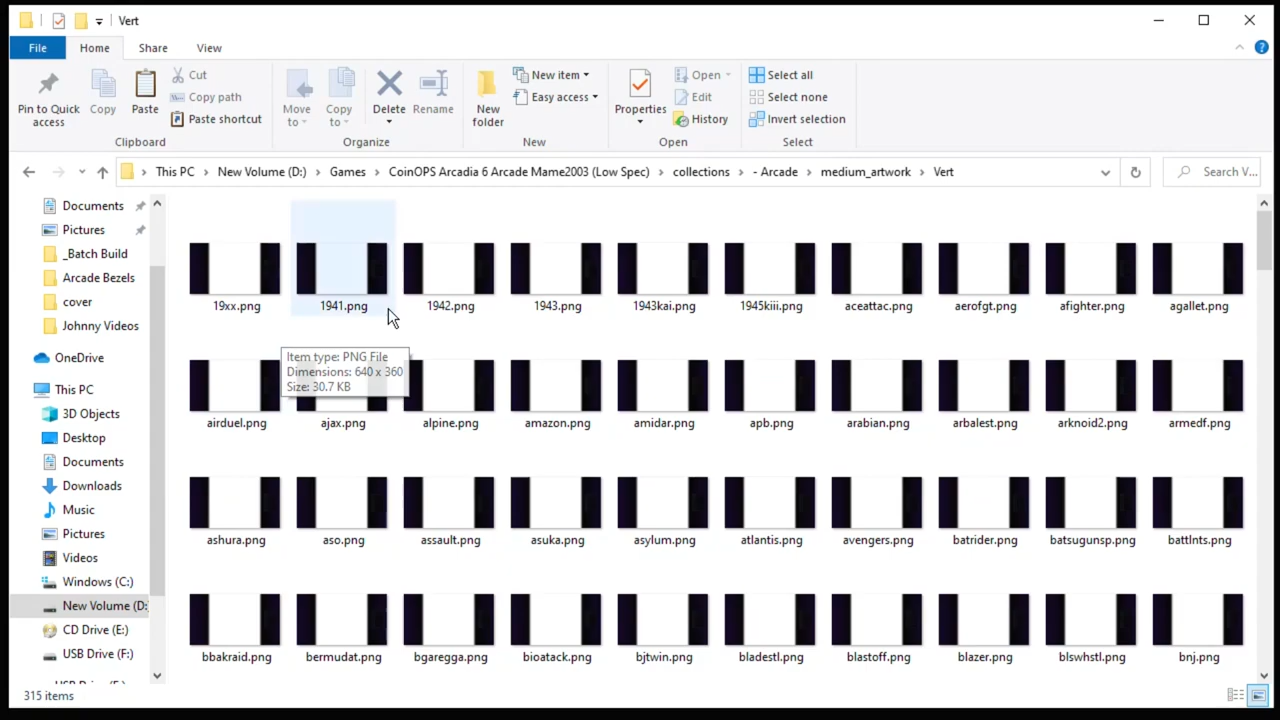 Vert
File Home Share View
Pin to Quick access
Copy
Paste
Cut
Copy path
Paste shortcut
Clipboard
Move to
Copy to
Delete
Rename
Organize
New folder
New item
Easy access
New
Properties
Open
Edit
History
Open
Select all
Select none
Invert selection
Select
This PC > New Volume (D:) > Games > CoinOPS Arcadia 6 Arcade Mame2003 (Low Spec) > collections > - Arcade > medium_artwork > Vert
Search V...
Documents
Pictures
_Batch Build
Arcade Bezels
cover
Johnny Videos
OneDrive
This PC
3D Objects
Desktop
Documents
Downloads
Music
Pictures
Videos
Windows (C:)
New Volume (D:
CD Drive (E:)
USB Drive (F:)
19xx.png 1941.png 1942.png 1943.png 1943kai.png 1945kiii.png aceattac.png aerofgt.png afighter.png agallet.png
Item type: PNG File
Dimensions: 640 x 360
Size: 30.7 KB
airduel.png ajax.png alpine.png amazon.png amidar.png apb.png arabian.png arbalest.png arknoid2.png armedf.png
ashura.png aso.png assault.png asuka.png asylum.png atlantis.png avengers.png batrider.png batsugunsp.png battlnts.png
bbakraid.png bermudat.png bgaregga.png bioatack.png bjtwin.png bladestl.png blastoff.png blazer.png blswhstl.png bnj.png
315 items